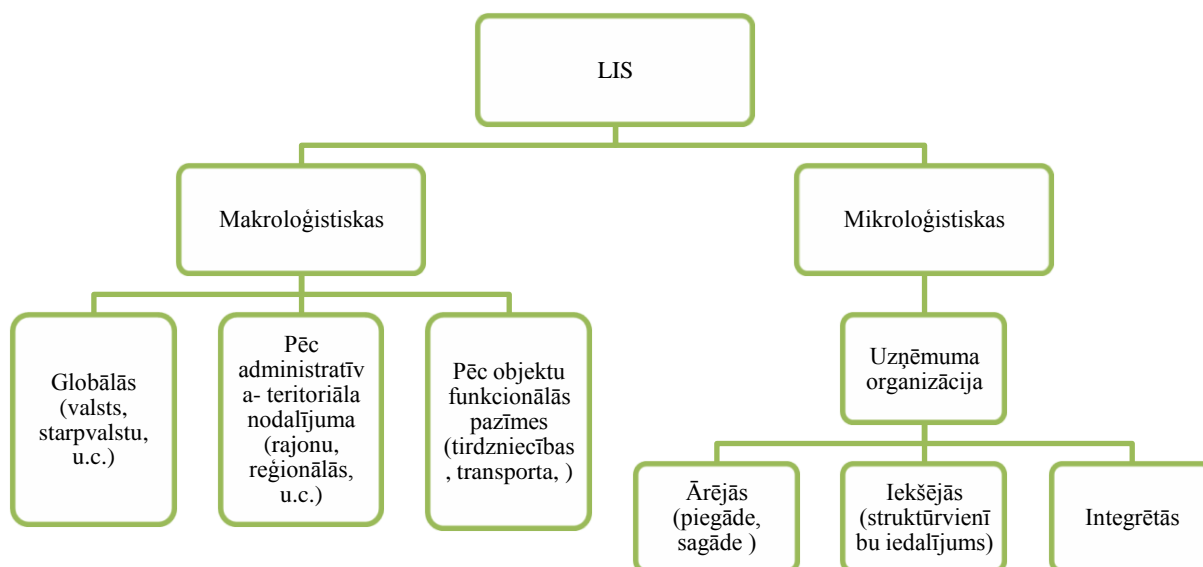 LIS
Makroloģistiskas
Mikroloģistiskas
Globālās
(valsts,
starpvalstu,
u.c.)
Pēc
administratīv
a- teritoriāla
nodalījuma
(rajonu,
reģionālās,
u.c.)
Pēc objektu
funkcionālās
pazīmes
(tirdzniecības
, transporta, )
Uzņēmuma
organizācija
Ārējās
(piegāde,
sagāde )
Iekšējās
(struktūrvienī
bu iedalījums)
Integrētās